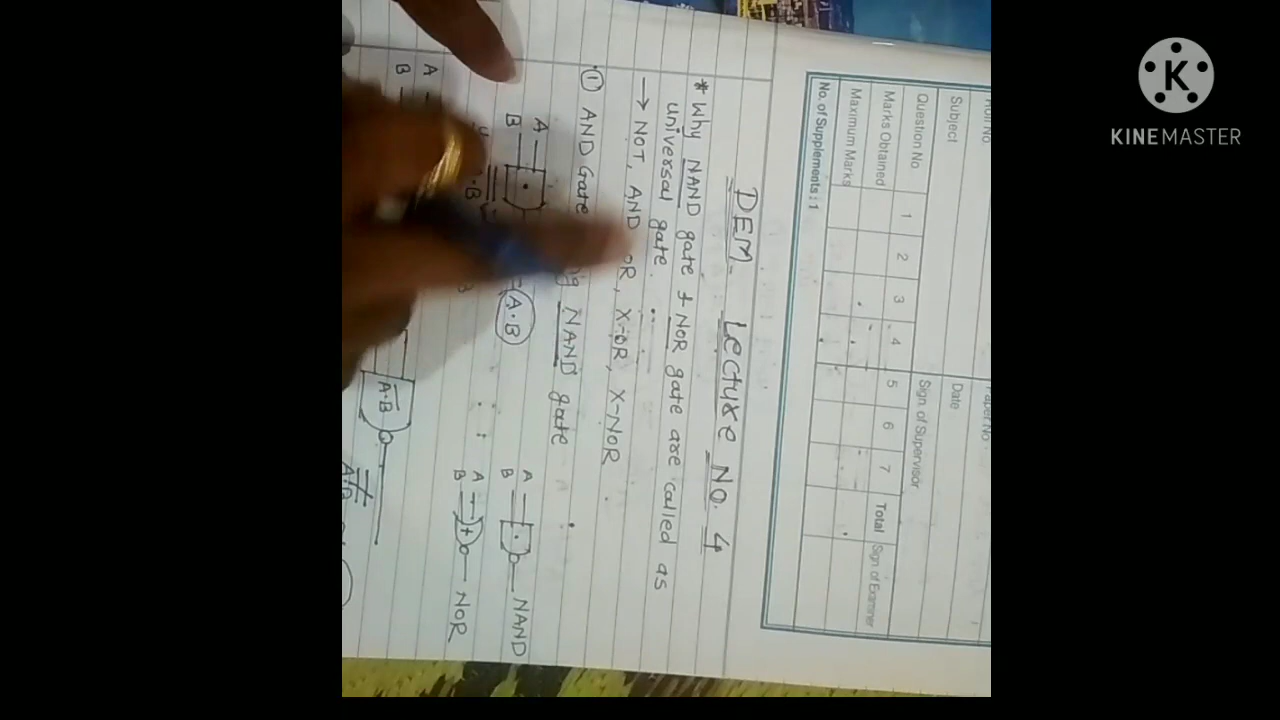 Roll No.
Paper No.
Subject
Date
Question No
Sign of Supervisor
1 2 3 4 5 6 7 Total Sign of Examiner
Marks Obtained
Maximum Marks
No. of Supplements : 1
DEM Lecture No. 4
* Why NAND gate & NOR gate are called as
universal gate.
→ NOT, AND OR, X-OR, X-NOR
① AND Gate NAND gate
A
B
A.B
A
B
NAND
A
B
+
NOR
A
B
A.B
KINEMASTER